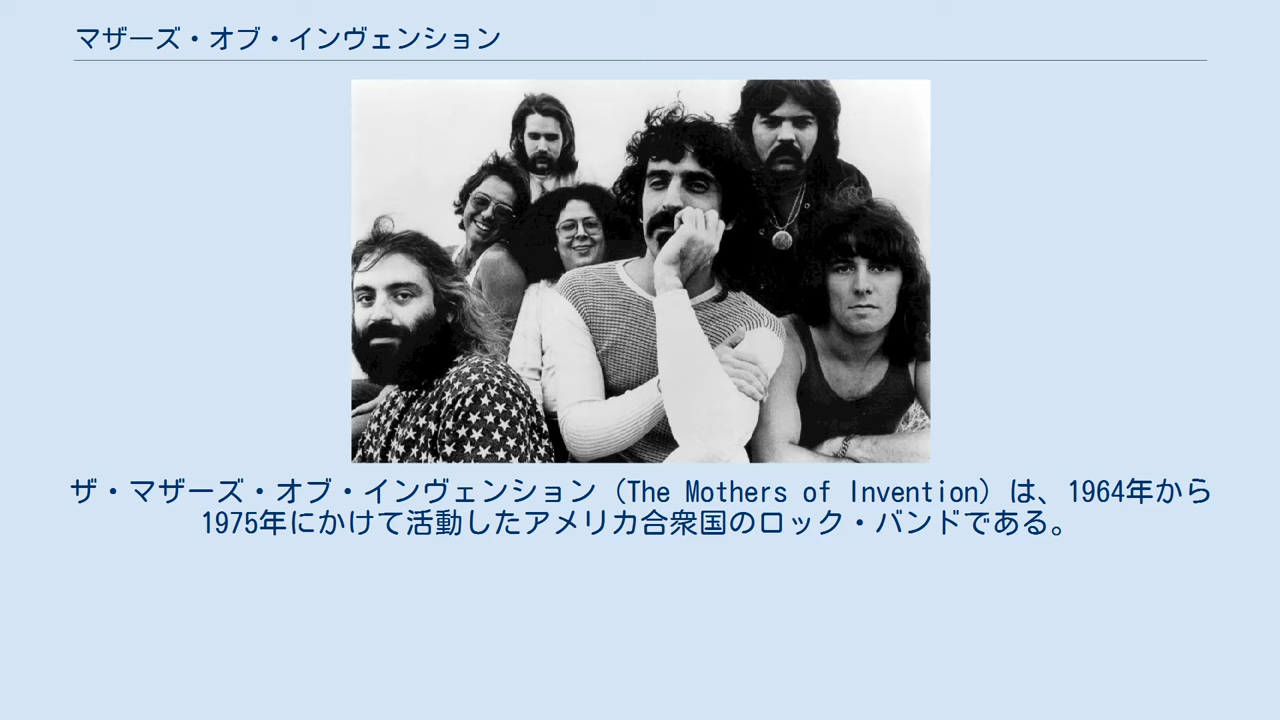 マザーズ・オブ・インヴェンション
ザ・マザーズ・オブ・インヴェンション（The Mothers of Invention）は、1964年から
1975年にかけて活動したアメリカ合衆国のロック・バンドである。